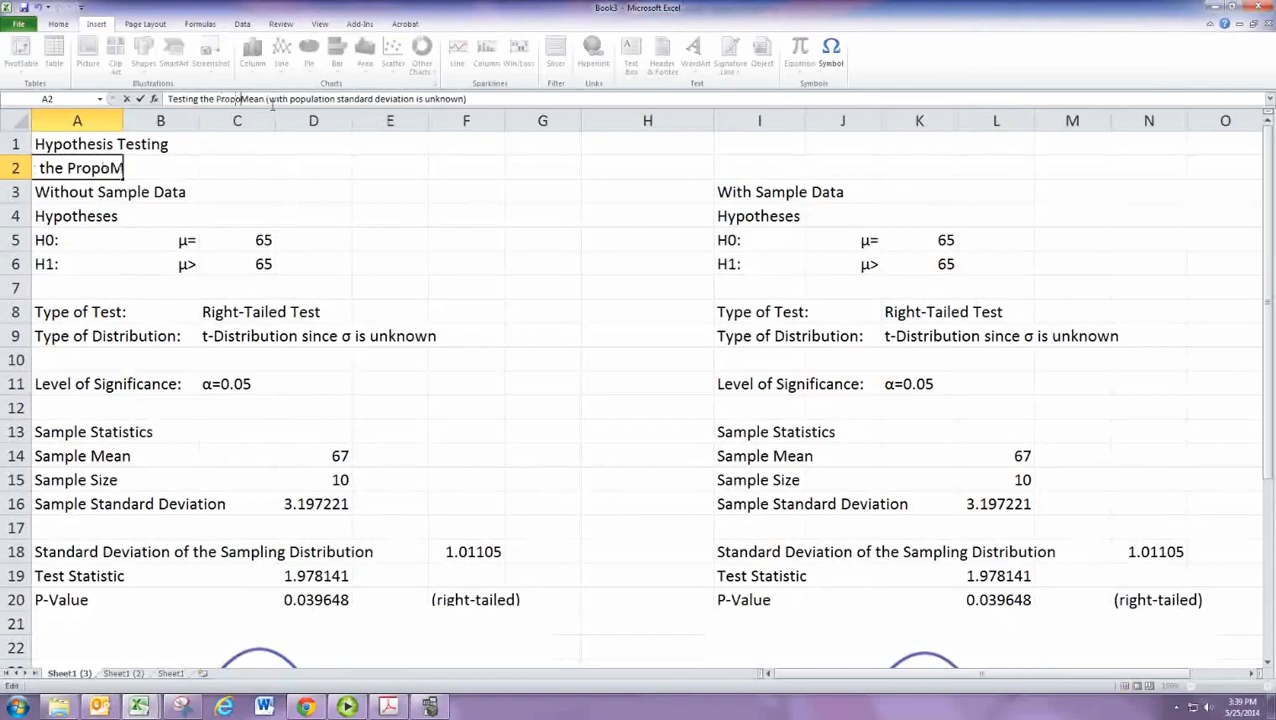 Book3 - Microsoft Excel
File Home Insert Page Layout Formulas Data Review View Add-Ins Acrobat
PivotTable Table Picture Clip Art Shapes SmartArt Screenshot Column Line Pie Bar Area Scatter Other Charts Line Column Win/Loss Slicer Hyperlink Text Box Header & Footer WordArt Signature Line Object Equation Symbol
Tables Illustrations Charts Sparklines Filter Links Text Symbols
A2 fx Testing the PropoMean (with population standard deviation is unknown)
A B C D E F G H I J K L M N O
1 Hypothesis Testing
2 the PropoM
3 Without Sample Data With Sample Data
4 Hypotheses Hypotheses
5 H0: μ= 65 H0: μ= 65
6 H1: μ> 65 H1: μ> 65
7
8 Type of Test: Right-Tailed Test Type of Test: Right-Tailed Test
9 Type of Distribution: t-Distribution since σ is unknown Type of Distribution: t-Distribution since σ is unknown
10
11 Level of Significance: α=0.05 Level of Significance: α=0.05
12
13 Sample Statistics Sample Statistics
14 Sample Mean 67 Sample Mean 67
15 Sample Size 10 Sample Size 10
16 Sample Standard Deviation 3.197221 Sample Standard Deviation 3.197221
17
18 Standard Deviation of the Sampling Distribution 1.01105 Standard Deviation of the Sampling Distribution 1.01105
19 Test Statistic 1.978141 Test Statistic 1.978141
20 P-Value 0.039648 (right-tailed) P-Value 0.039648 (right-tailed)
21
22
Sheet1 (3) Sheet1 (2) Sheet1
Edit
3:39 PM
5/25/2014